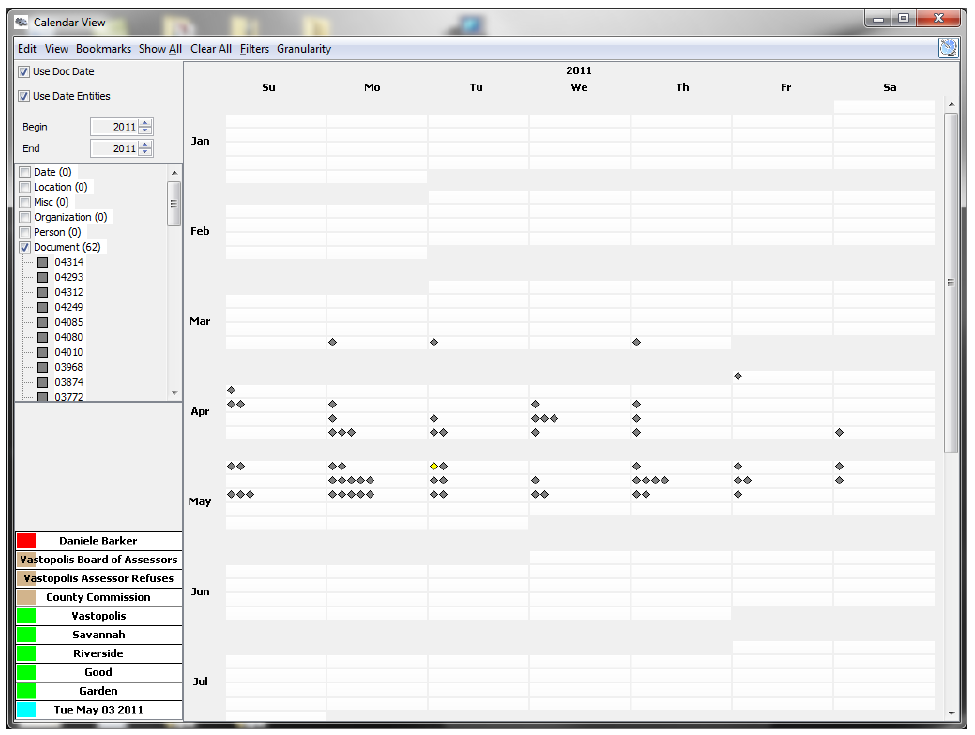 Calendar View
Edit View Bookmarks Show All Clear All Filters Granularity
Use Doc Date
Use Date Entities
Begin 2011
End 2011
Date (0)
Location (0)
Misc (0)
Organization (0)
Person (0)
Document (62)
04314
04293
04312
04249
04085
04080
04010
03968
03874
03772
Daniele Barker
Vastopolis Board of Assessors
Vastopolis Assessor Refuses
County Commission
Vastopolis
Savannah
Riverside
Good
Garden
Tue May 03 2011
2011
Su Mo Tu We Th Fr Sa
Jan
Feb
Mar
Apr
May
Jun
Jul